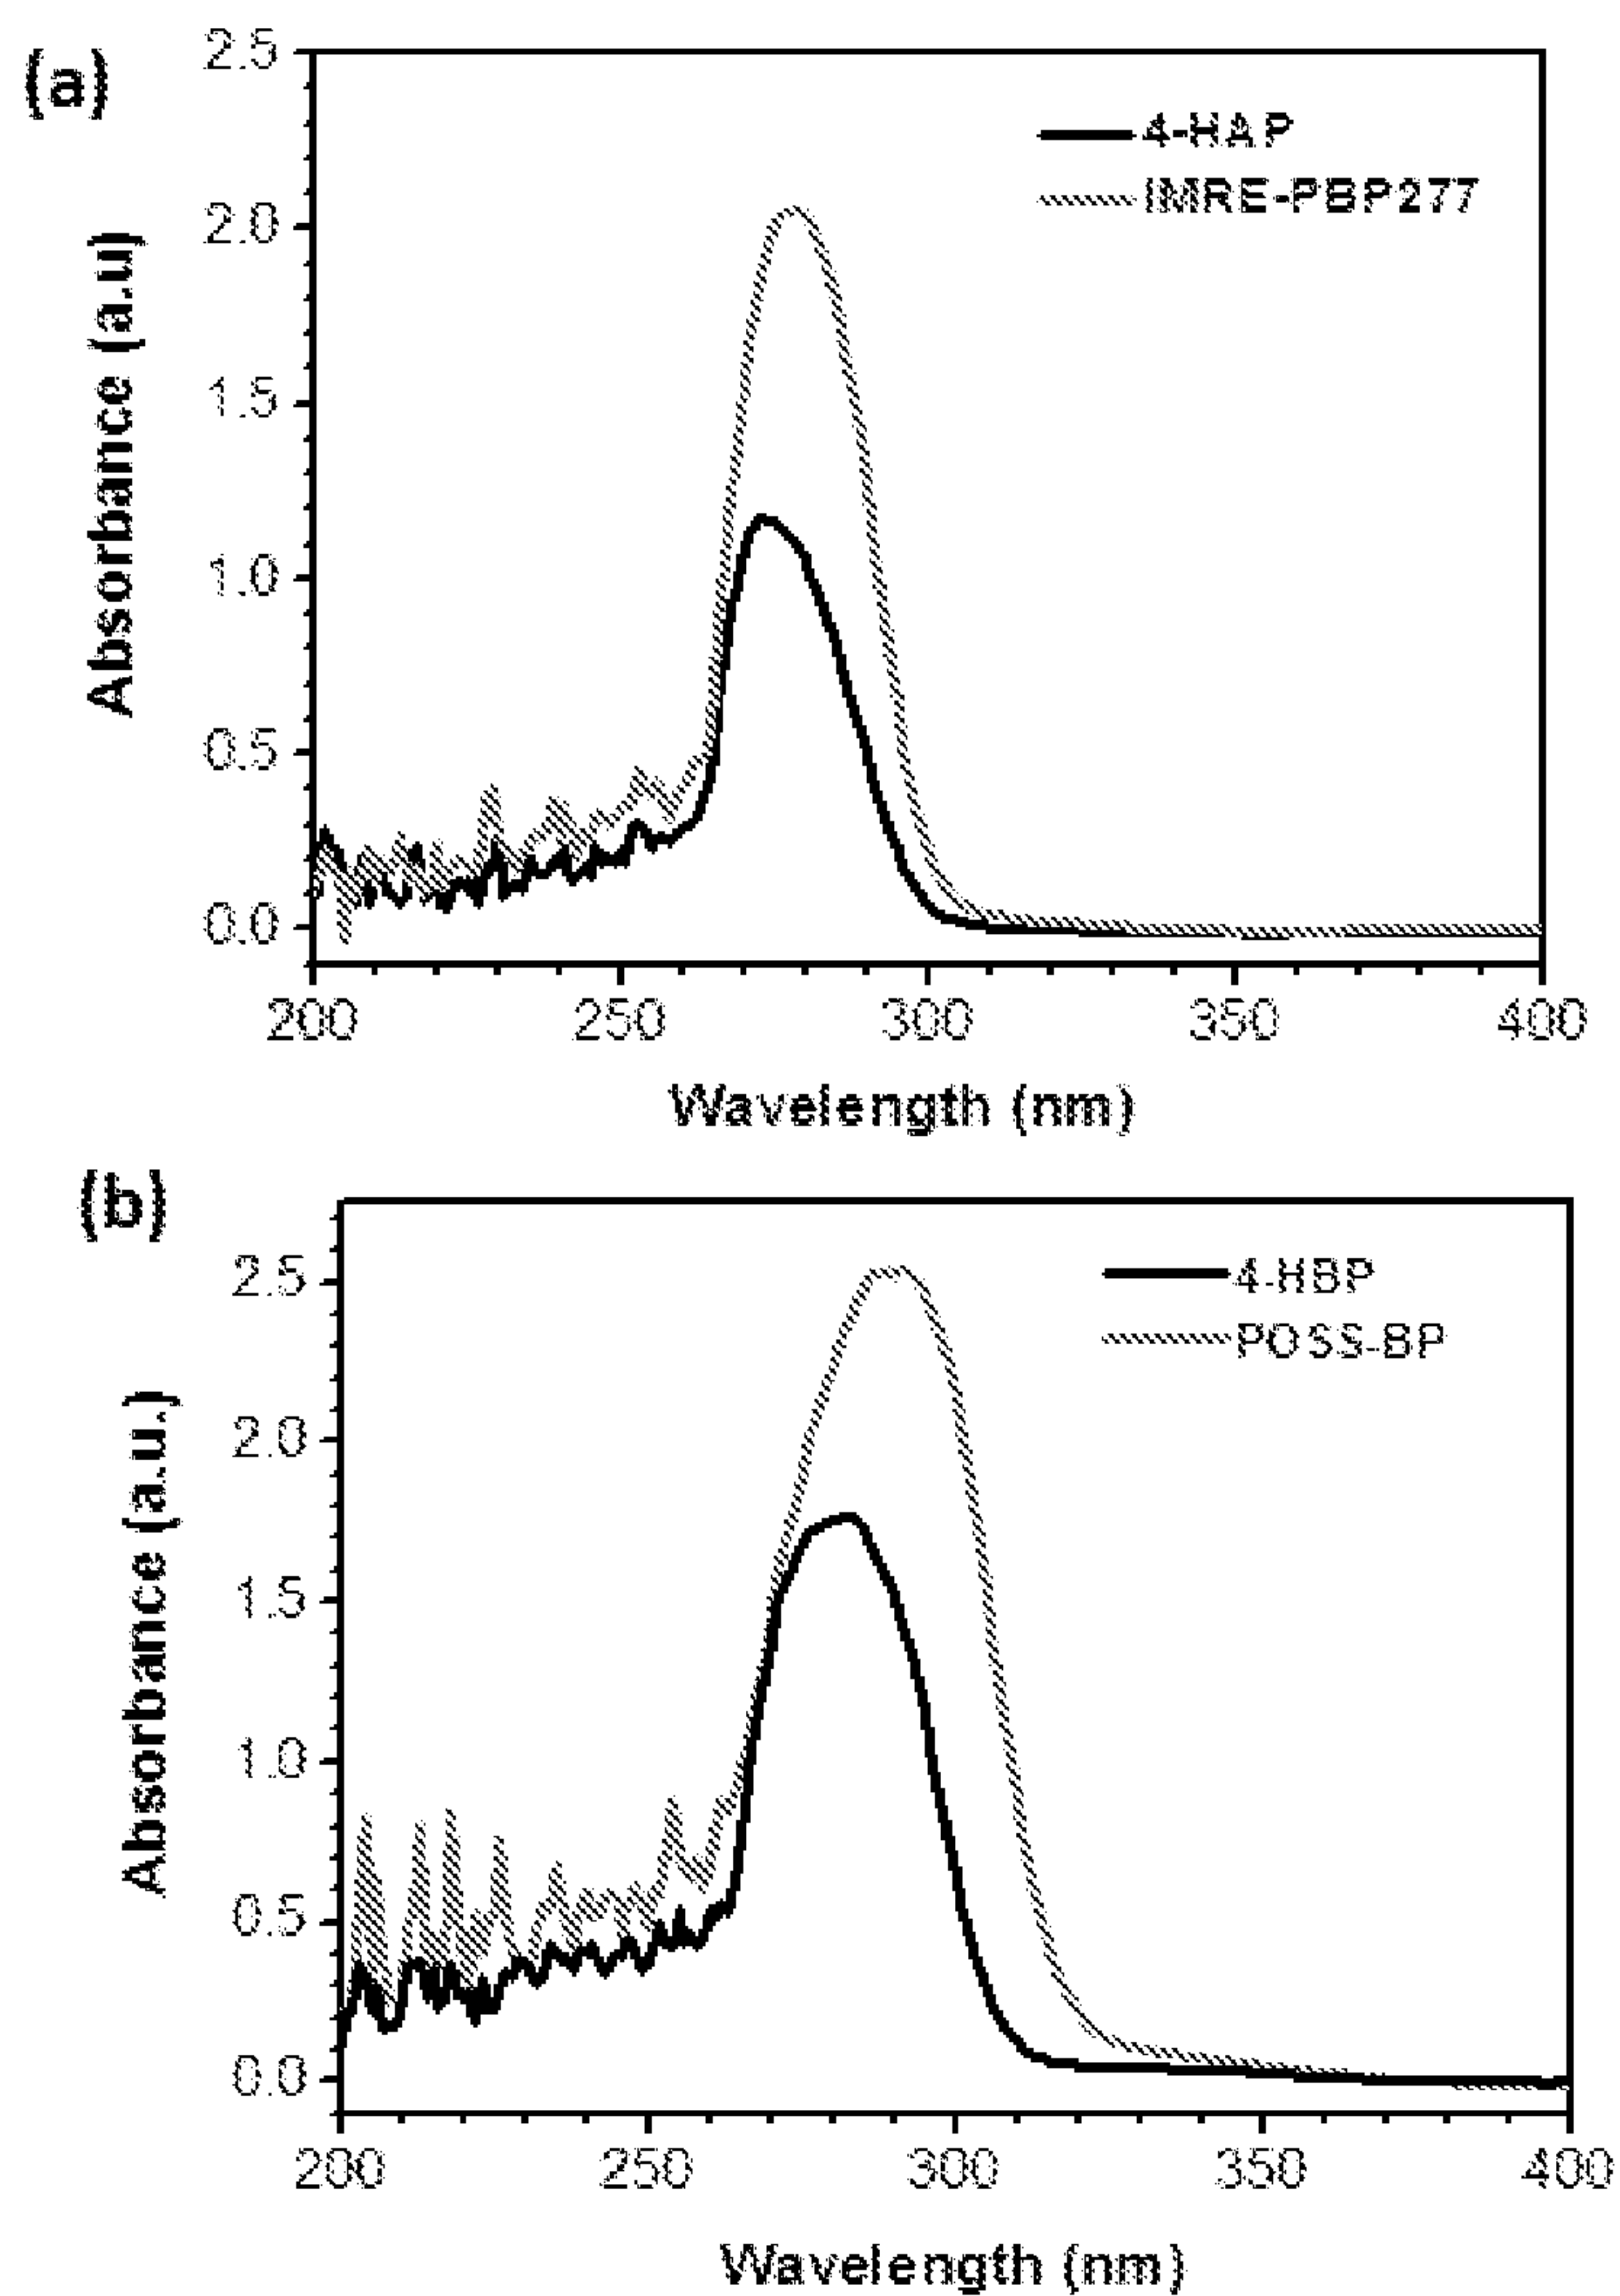 (a)
2.5
2.0
1.5
1.0
0.5
0.0
Absorbance (a.u)
4-HAP
IMRE-PBP277
200 250 300 350 400
Wavelength (nm)
(b)
2.5
2.0
1.5
1.0
0.5
0.0
Absorbance (a.u.)
4-HBP
POSS-BP
200 250 300 350 400
Wavelength (nm)